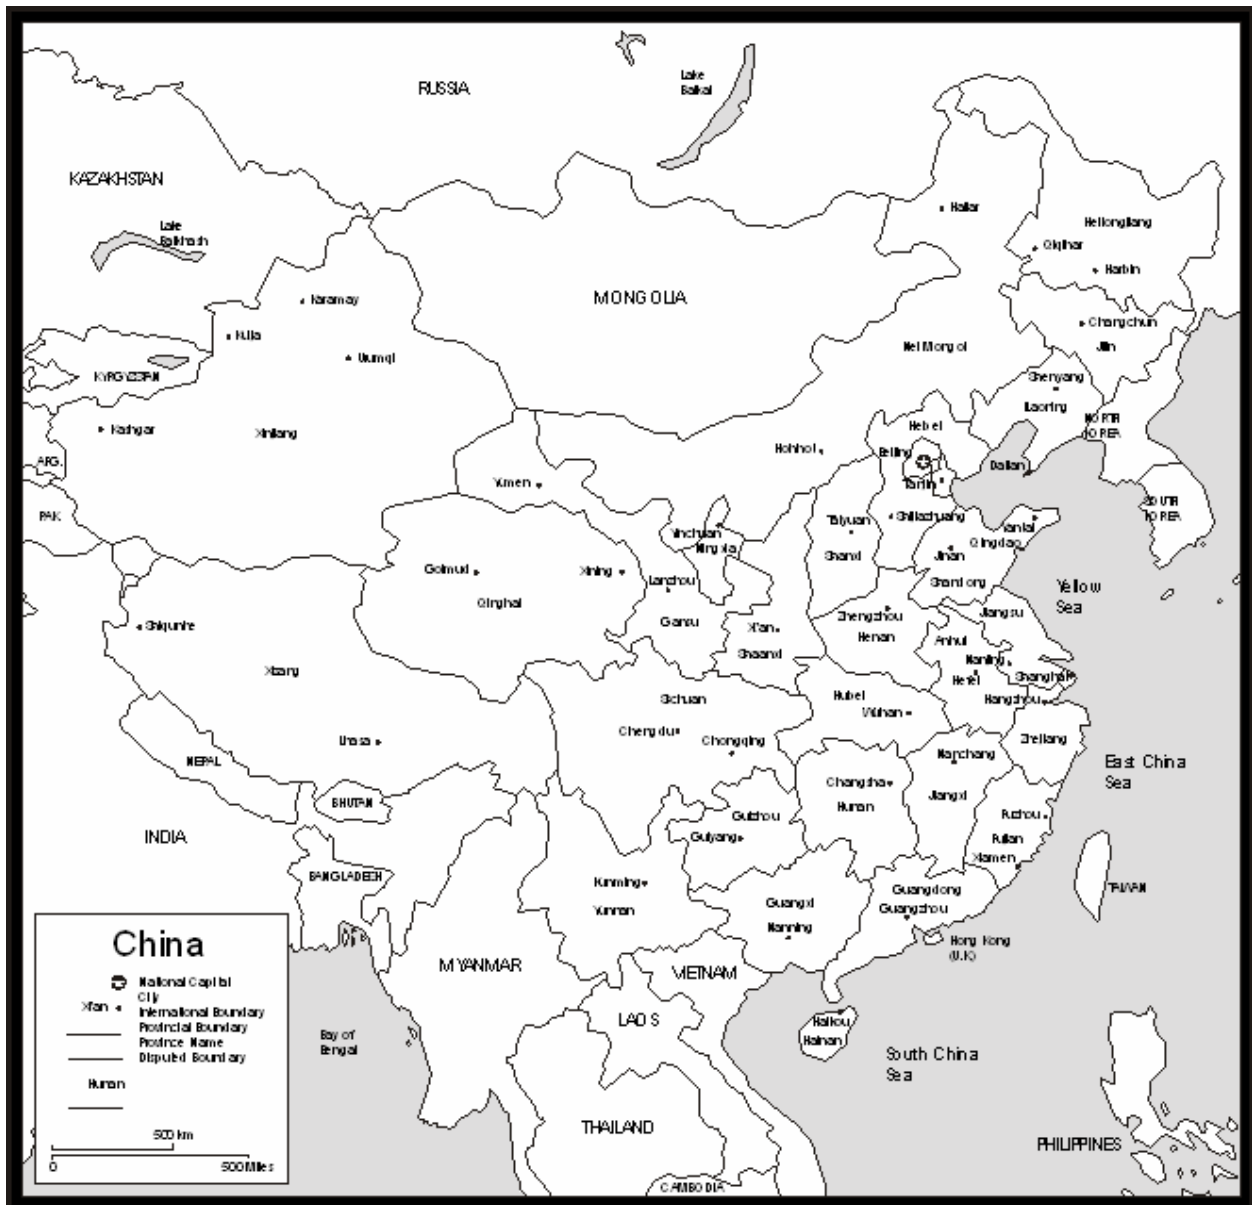 RUSSIA
Lake
Baikal
KAZAKHSTAN
Lake
Balkhash
Hailar
Heilongjiang
Qiqihar
Harbin
MONGOLIA
Karamay
Changchun
Jilin
Urumqi
Nei Mongol
KYRGYZSTAN
Shenyang
Liaoning
Kashgar
Xinjiang
Hebei
NORTH
KOREA
AFG.
Hohhot
Beijing
Tianjin
Dalian
Yumen
PAK
Taiyuan
Shijiazhuang
SOUTH
KOREA
Yantai
Yinchuan
Ningxia
Qingdao
Jinan
Shanxi
Golmud
Xining
Lanzhou
Shandong
Yellow
Sea
Qinghai
Gansu
Zhengzhou
Henan
Jiangsu
Shiquanhe
Xi'an
Shaanxi
Anhui
Nanjing
Hefei
Shanghai
Xizang
Sichuan
Hubei
Wuhan
Hangzhou
Lhasa
Chengdu
Chongqing
Zhejiang
NEPAL
Nanchang
East China
Sea
BHUTAN
Changsha
Hunan
Jiangxi
INDIA
Guizhou
Guiyang
Fuzhou
Fujian
Xiamen
BANGLADECH
Kunming
Yunnan
Guangxi
Nanning
Guangdong
Guangzhou
TAIWAN
Hong Kong
(U.K)
MYANMAR
VIETNAM
LAOS
Haikou
Hainan
Bay of
Bengal
South China
Sea
THAILAND
PHILIPPINES
CAMBODIA
China
National Capital
Xi'an City
International Boundary
Provincial Boundary
Province Name
Disputed Boundary
Hunan
500 km
0 500 Miles